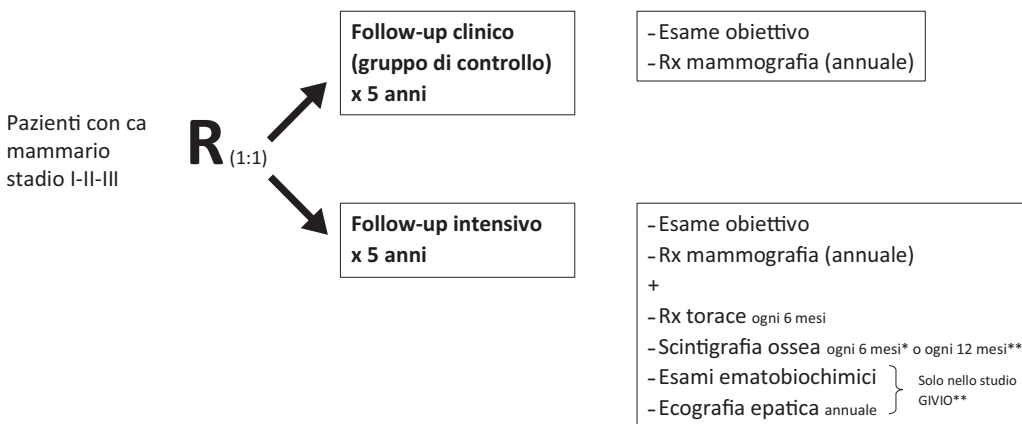 Pazienti con ca
mammario
stadio I-II-III
R (1:1)
Follow-up clinico
(gruppo di controllo)
x 5 anni
-Esame obiettivo
-Rx mammografia (annuale)
Follow-up intensivo
x 5 anni
-Esame obiettivo
-Rx mammografia (annuale)
+
-Rx torace ogni 6 mesi
-Scintigrafia ossea ogni 6 mesi* o ogni 12 mesi**
-Esami ematobiochimici
-Ecografia epatica annuale
Solo nello studio
GIVIO**